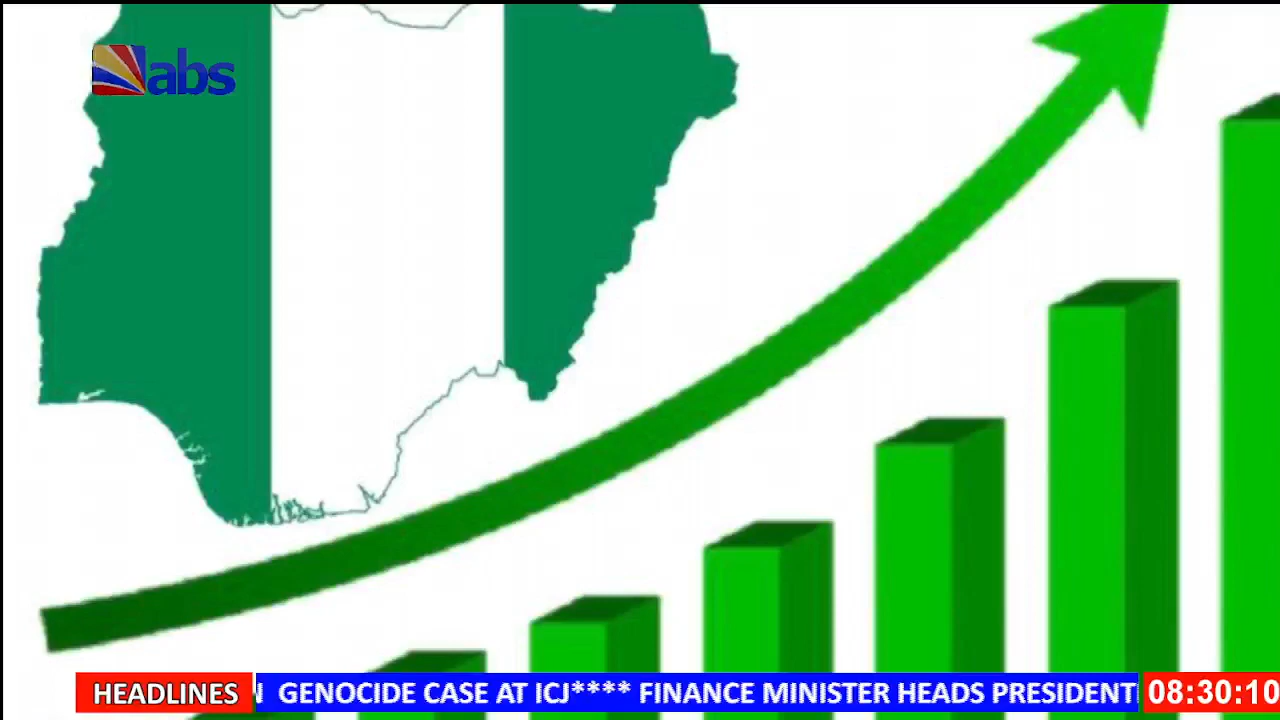 abs
HEADLINES
GENOCIDE CASE AT ICJ**** FINANCE MINISTER HEADS PRESIDENT
08:30:10